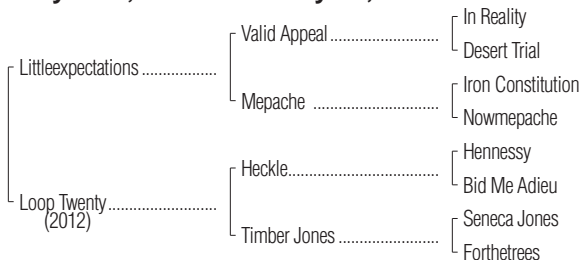 In Reality
Valid Appeal
Desert Trial
Littleexpectations
Iron Constitution
Mepache
Nowmepache
Hennessy
Heckle
Bid Me Adieu
Loop Twenty
(2012)
Seneca Jones
Timber Jones
Forthetrees